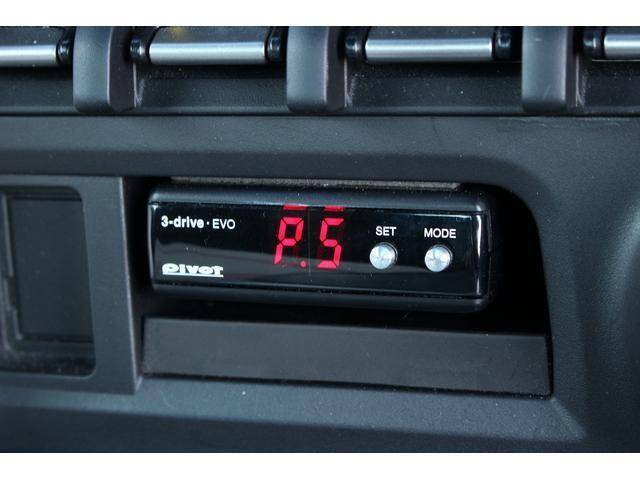 3-drive · EVO
P.5
SET MODE
Pivot